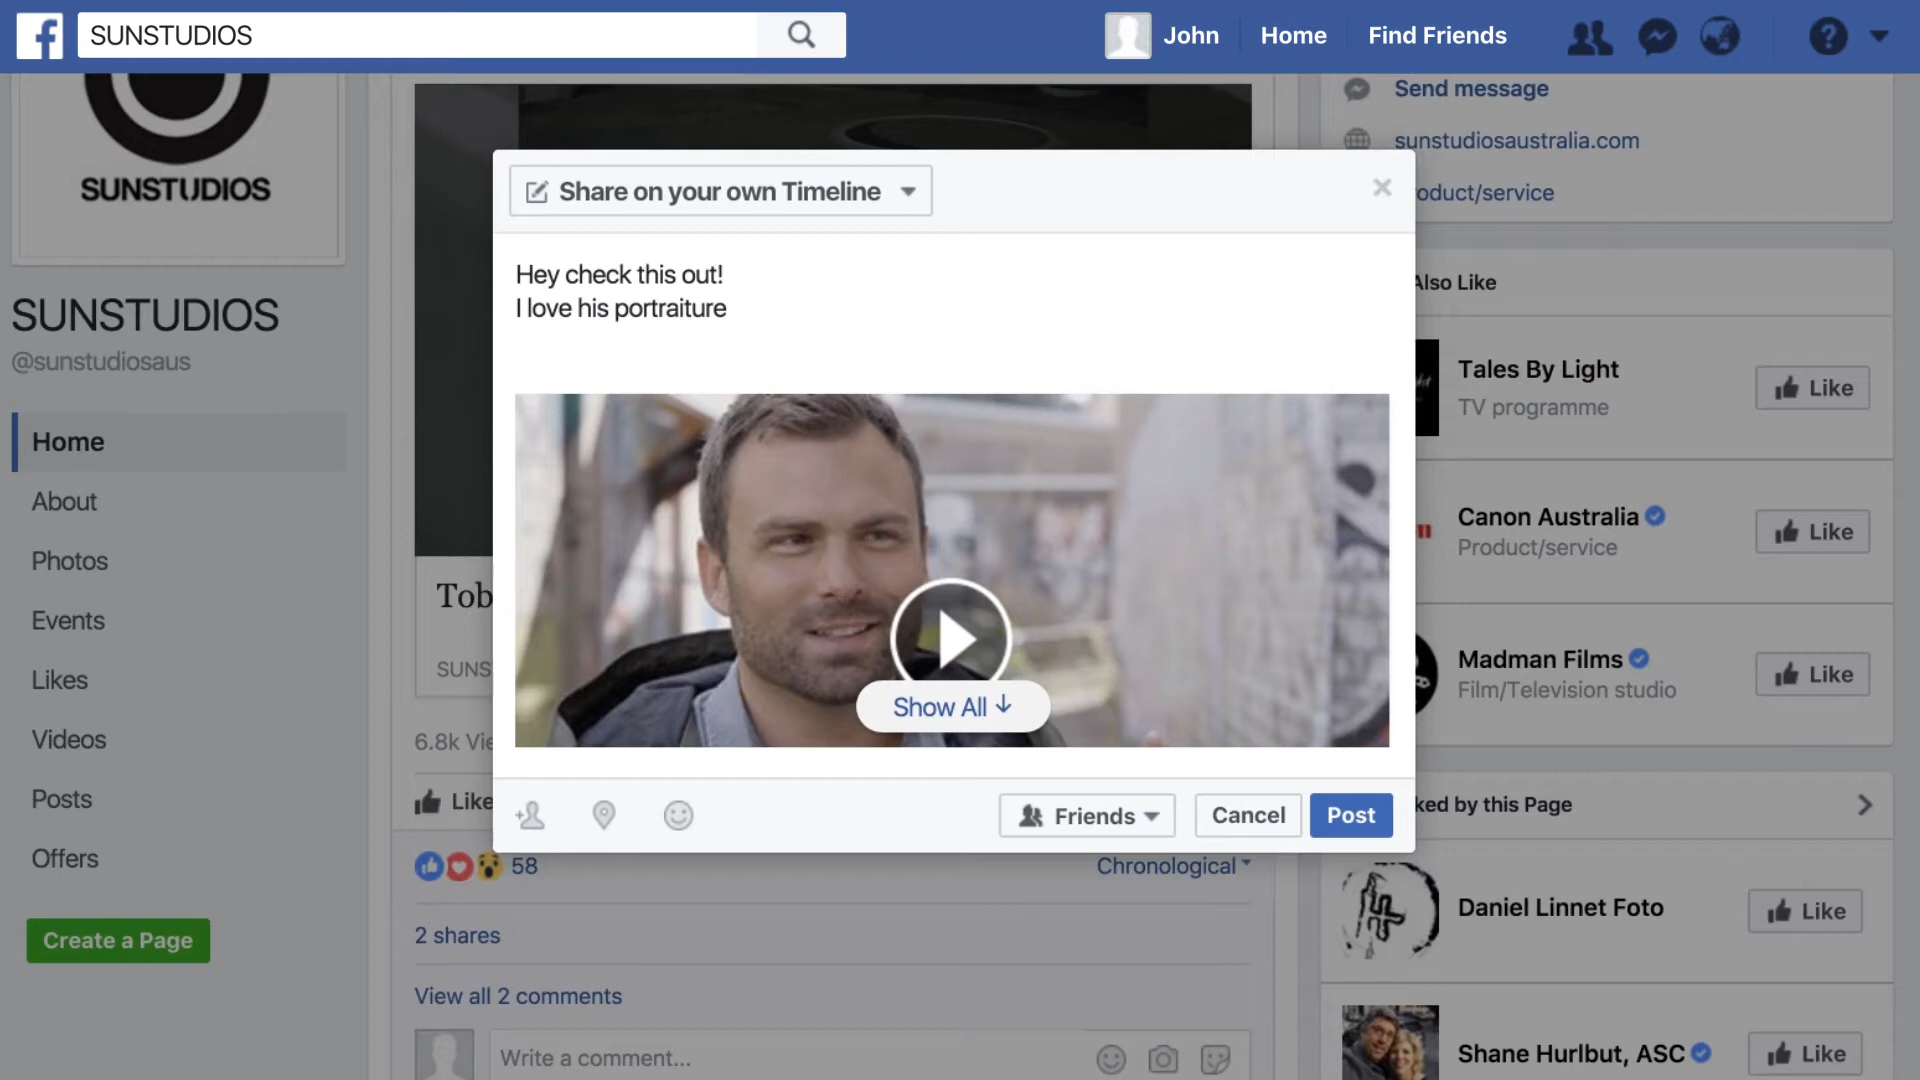 SUNSTUDIOS
John
Home
Find Friends
SUNSTUDIOS
SUNSTUDIOS
@sunstudiosaus
Home
About
Photos
Events
Likes
Videos
Posts
Offers
Create a Page
Share on your own Timeline
Hey check this out!
I love his portraiture
Show All
Friends
Cancel
Post
Tob
SUNS
6.8k Vie
Like
58
Chronological
2 shares
View all 2 comments
Write a comment...
Send message
sunstudiosaustralia.com
oduct/service
Also Like
Tales By Light
TV programme
Like
Canon Australia
Product/service
Like
Madman Films
Film/Television studio
Like
ked by this Page
Daniel Linnet Foto
Like
Shane Hurlbut, ASC
Like